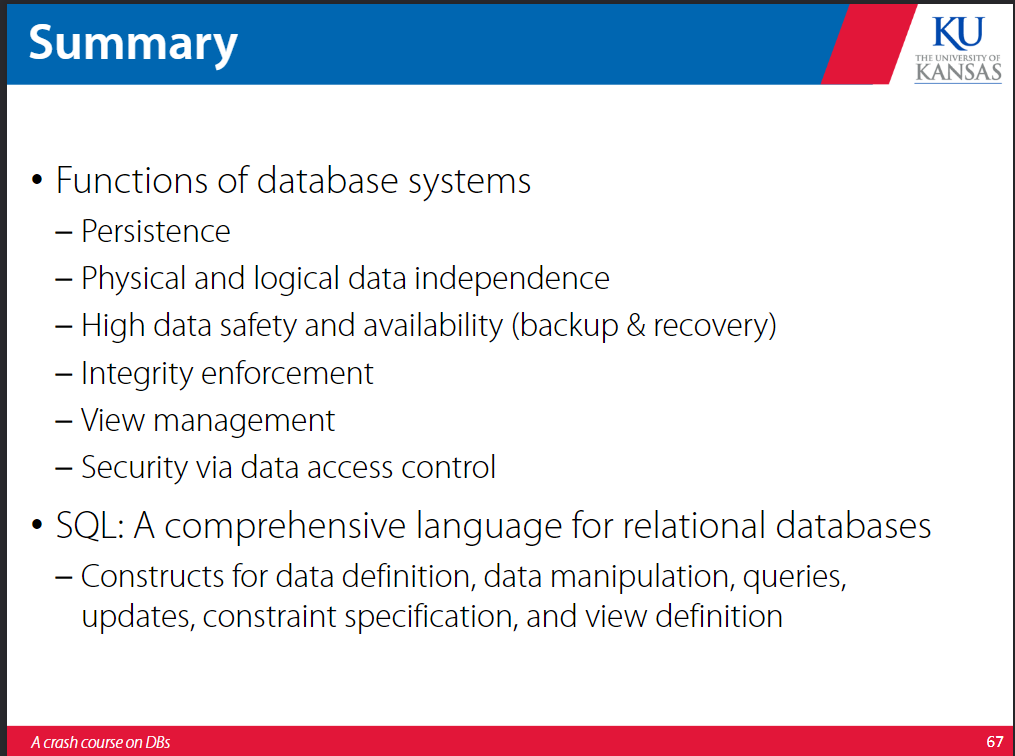 Summary
KU
THE UNIVERSITY OF
KANSAS
• Functions of database systems
– Persistence
– Physical and logical data independence
– High data safety and availability (backup & recovery)
– Integrity enforcement
– View management
– Security via data access control
• SQL: A comprehensive language for relational databases
– Constructs for data definition, data manipulation, queries,
updates, constraint specification, and view definition
A crash course on DBs
67